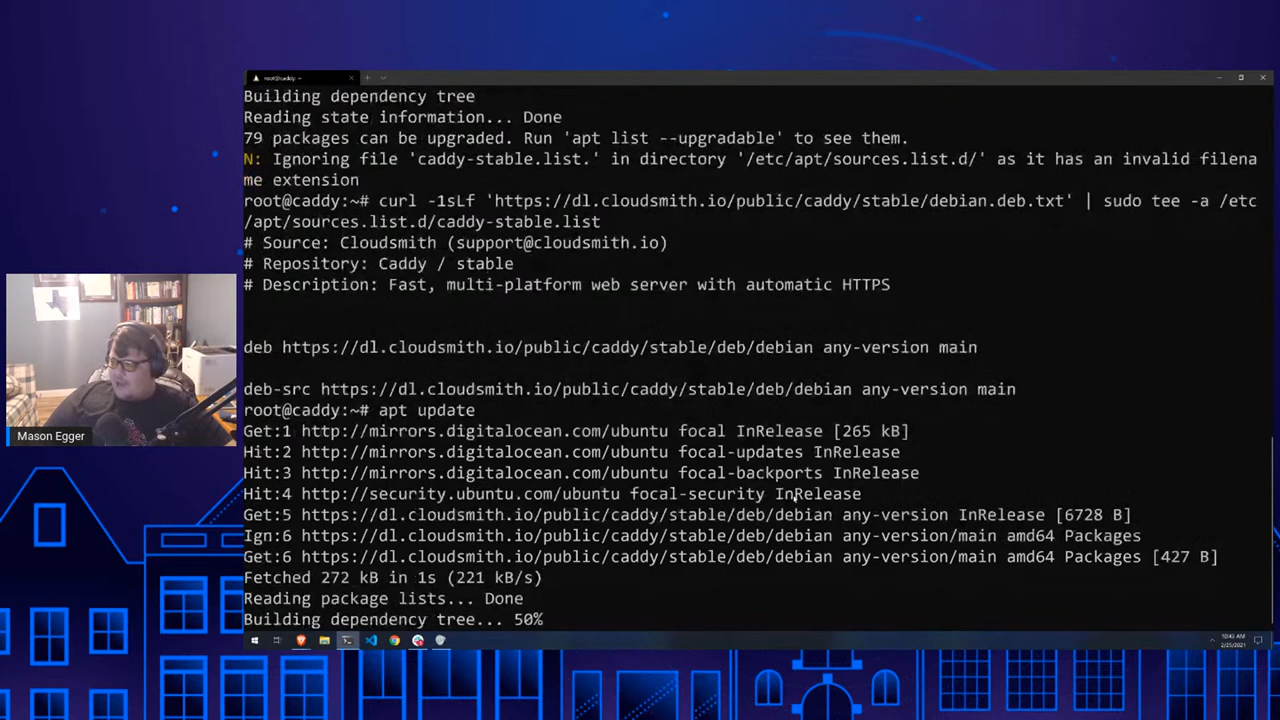 root@caddy: ~
Building dependency tree
Reading state information... Done
79 packages can be upgraded. Run 'apt list --upgradable' to see them.
N: Ignoring file 'caddy-stable.list.' in directory '/etc/apt/sources.list.d/' as it has an invalid filena
me extension
root@caddy:~# curl -1sLf 'https://dl.cloudsmith.io/public/caddy/stable/debian.deb.txt' | sudo tee -a /etc
/apt/sources.list.d/caddy-stable.list
# Source: Cloudsmith (support@cloudsmith.io)
# Repository: Caddy / stable
# Description: Fast, multi-platform web server with automatic HTTPS
deb https://dl.cloudsmith.io/public/caddy/stable/deb/debian any-version main
deb-src https://dl.cloudsmith.io/public/caddy/stable/deb/debian any-version main
root@caddy:~# apt update
Get:1 http://mirrors.digitalocean.com/ubuntu focal InRelease [265 kB]
Hit:2 http://mirrors.digitalocean.com/ubuntu focal-updates InRelease
Hit:3 http://mirrors.digitalocean.com/ubuntu focal-backports InRelease
Hit:4 http://security.ubuntu.com/ubuntu focal-security InRelease
Get:5 https://dl.cloudsmith.io/public/caddy/stable/deb/debian any-version InRelease [6728 B]
Ign:6 https://dl.cloudsmith.io/public/caddy/stable/deb/debian any-version/main amd64 Packages
Get:6 https://dl.cloudsmith.io/public/caddy/stable/deb/debian any-version/main amd64 Packages [427 B]
Fetched 272 kB in 1s (221 kB/s)
Reading package lists... Done
Building dependency tree... 50%
Mason Egger
10:43 AM
2/25/2021